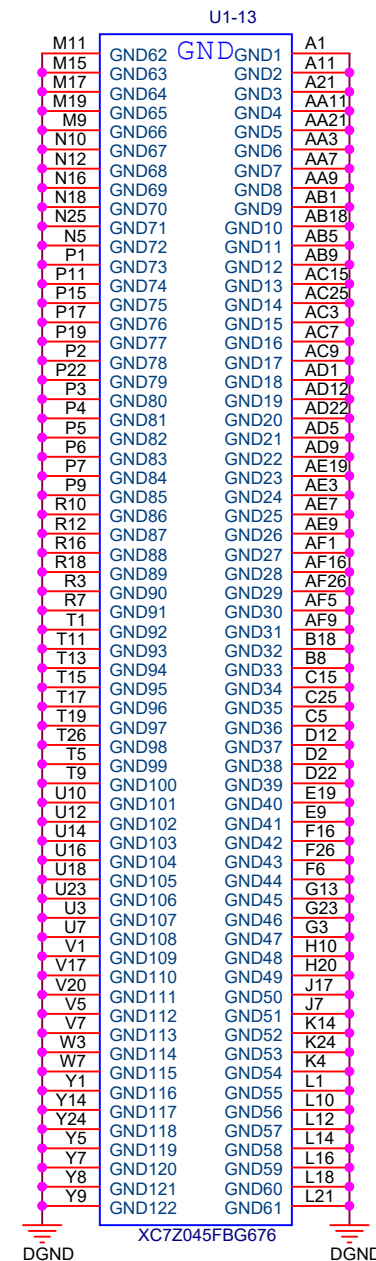 U1-13
GND
M11 GND62 GND1 A1
M15 GND63 GND2 A11
M17 GND64 GND3 A21
M19 GND65 GND4 AA11
M9 GND66 GND5 AA21
N10 GND67 GND6 AA3
N12 GND68 GND7 AA7
N16 GND69 GND8 AA9
N18 GND70 GND9 AB1
N25 GND71 GND10 AB18
N5 GND72 GND11 AB5
P1 GND73 GND12 AB9
P11 GND74 GND13 AC15
P15 GND75 GND14 AC25
P17 GND76 GND15 AC3
P19 GND77 GND16 AC7
P2 GND78 GND17 AC9
P22 GND79 GND18 AD1
P3 GND80 GND19 AD12
P4 GND81 GND20 AD22
P5 GND82 GND21 AD5
P6 GND83 GND22 AD9
P7 GND84 GND23 AE19
P9 GND85 GND24 AE3
R10 GND86 GND25 AE7
R12 GND87 GND26 AE9
R16 GND88 GND27 AF1
R18 GND89 GND28 AF16
R3 GND90 GND29 AF26
R7 GND91 GND30 AF5
T1 GND92 GND31 AF9
T11 GND93 GND32 B18
T13 GND94 GND33 B8
T15 GND95 GND34 C15
T17 GND96 GND35 C25
T19 GND97 GND36 C5
T26 GND98 GND37 D12
T5 GND99 GND38 D2
T9 GND100 GND39 D22
U10 GND101 GND40 E19
U12 GND102 GND41 E9
U14 GND103 GND42 F16
U16 GND104 GND43 F26
U18 GND105 GND44 F6
U23 GND106 GND45 G13
U3 GND107 GND46 G23
U7 GND108 GND47 G3
V1 GND109 GND48 H10
V17 GND110 GND49 H20
V20 GND111 GND50 J17
V5 GND112 GND51 J7
V7 GND113 GND52 K14
W3 GND114 GND53 K24
W7 GND115 GND54 K4
Y1 GND116 GND55 L1
Y14 GND117 GND56 L10
Y24 GND118 GND57 L12
Y5 GND119 GND58 L14
Y7 GND120 GND59 L16
Y8 GND121 GND60 L18
Y9 GND122 GND61 L21
XC7Z045FBG676
DGND DGND